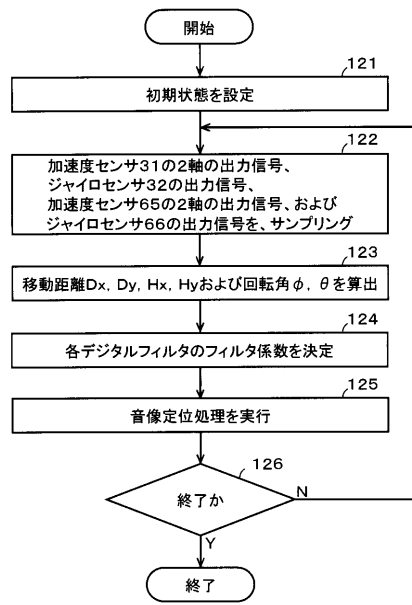 開始
121
初期状態を設定
122
加速度センサ31の2軸の出力信号、
ジャイロセンサ32の出力信号、
加速度センサ65の2軸の出力信号、および
ジャイロセンサ66の出力信号を、サンプリング
123
移動距離Dx, Dy, Hx, Hyおよび回転角φ, θを算出
124
各デジタルフィルタのフィルタ係数を決定
125
音像定位処理を実行
126
終了か
N
Y
終了